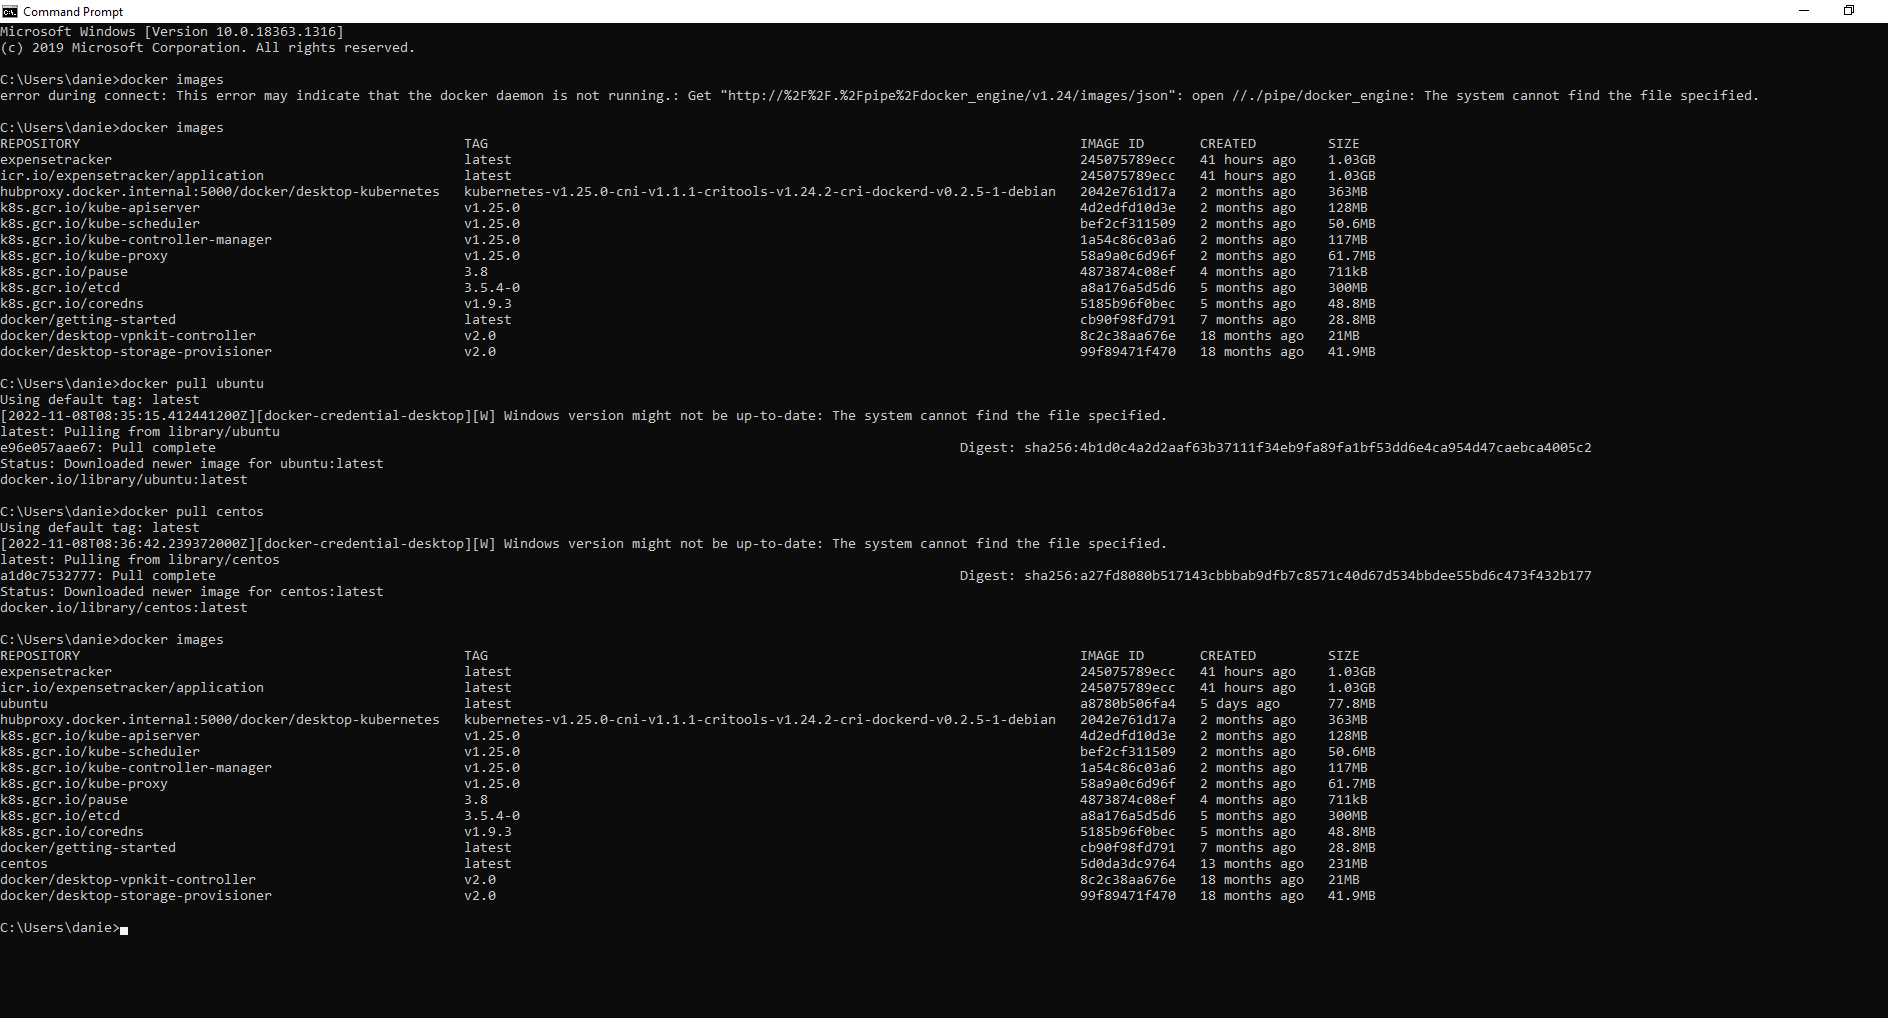 Command Prompt
Microsoft Windows [Version 10.0.18363.1316]
(c) 2019 Microsoft Corporation. All rights reserved.
C:\Users\danie>docker images
error during connect: This error may indicate that the docker daemon is not running.: Get "http://%2F%2F.%2Fpipe%2Fdocker_engine/v1.24/images/json": open //./pipe/docker_engine: The system cannot find the file specified.
C:\Users\danie>docker images
REPOSITORY TAG IMAGE ID CREATED SIZE
expensetracker latest 245075789ecc 41 hours ago 1.03GB
icr.io/expensetracker/application latest 245075789ecc 41 hours ago 1.03GB
hubproxy.docker.internal:5000/docker/desktop-kubernetes kubernetes-v1.25.0-cni-v1.1.1-critools-v1.24.2-cri-dockerd-v0.2.5-1-debian 2042e761d17a 2 months ago 363MB
k8s.gcr.io/kube-apiserver v1.25.0 4d2edfd10d3e 2 months ago 128MB
k8s.gcr.io/kube-scheduler v1.25.0 bef2cf311509 2 months ago 50.6MB
k8s.gcr.io/kube-controller-manager v1.25.0 1a54c86c03a6 2 months ago 117MB
k8s.gcr.io/kube-proxy v1.25.0 58a9a0c6d96f 2 months ago 61.7MB
k8s.gcr.io/pause 3.8 4873874c08ef 4 months ago 711kB
k8s.gcr.io/etcd 3.5.4-0 a8a176a5d5d6 5 months ago 300MB
k8s.gcr.io/coredns v1.9.3 5185b96f0bec 5 months ago 48.8MB
docker/getting-started latest cb90f98fd791 7 months ago 28.8MB
docker/desktop-vpnkit-controller v2.0 8c2c38aa676e 18 months ago 21MB
docker/desktop-storage-provisioner v2.0 99f89471f470 18 months ago 41.9MB
C:\Users\danie>docker pull ubuntu
Using default tag: latest
[2022-11-08T08:35:15.412441200Z][docker-credential-desktop][W] Windows version might not be up-to-date: The system cannot find the file specified.
latest: Pulling from library/ubuntu
e96e057aae67: Pull complete Digest: sha256:4b1d0c4a2d2aaf63b37111f34eb9fa89fa1bf53dd6e4ca954d47caebca4005c2
Status: Downloaded newer image for ubuntu:latest
docker.io/library/ubuntu:latest
C:\Users\danie>docker pull centos
Using default tag: latest
[2022-11-08T08:36:42.239372000Z][docker-credential-desktop][W] Windows version might not be up-to-date: The system cannot find the file specified.
latest: Pulling from library/centos
a1d0c7532777: Pull complete Digest: sha256:a27fd8080b517143cbbbab9dfb7c8571c40d67d534bbdee55bd6c473f432b177
Status: Downloaded newer image for centos:latest
docker.io/library/centos:latest
C:\Users\danie>docker images
REPOSITORY TAG IMAGE ID CREATED SIZE
expensetracker latest 245075789ecc 41 hours ago 1.03GB
icr.io/expensetracker/application latest 245075789ecc 41 hours ago 1.03GB
ubuntu latest a8780b506fa4 5 days ago 77.8MB
hubproxy.docker.internal:5000/docker/desktop-kubernetes kubernetes-v1.25.0-cni-v1.1.1-critools-v1.24.2-cri-dockerd-v0.2.5-1-debian 2042e761d17a 2 months ago 363MB
k8s.gcr.io/kube-apiserver v1.25.0 4d2edfd10d3e 2 months ago 128MB
k8s.gcr.io/kube-scheduler v1.25.0 bef2cf311509 2 months ago 50.6MB
k8s.gcr.io/kube-controller-manager v1.25.0 1a54c86c03a6 2 months ago 117MB
k8s.gcr.io/kube-proxy v1.25.0 58a9a0c6d96f 2 months ago 61.7MB
k8s.gcr.io/pause 3.8 4873874c08ef 4 months ago 711kB
k8s.gcr.io/etcd 3.5.4-0 a8a176a5d5d6 5 months ago 300MB
k8s.gcr.io/coredns v1.9.3 5185b96f0bec 5 months ago 48.8MB
docker/getting-started latest cb90f98fd791 7 months ago 28.8MB
centos latest 5d0da3dc9764 13 months ago 231MB
docker/desktop-vpnkit-controller v2.0 8c2c38aa676e 18 months ago 21MB
docker/desktop-storage-provisioner v2.0 99f89471f470 18 months ago 41.9MB
C:\Users\danie>